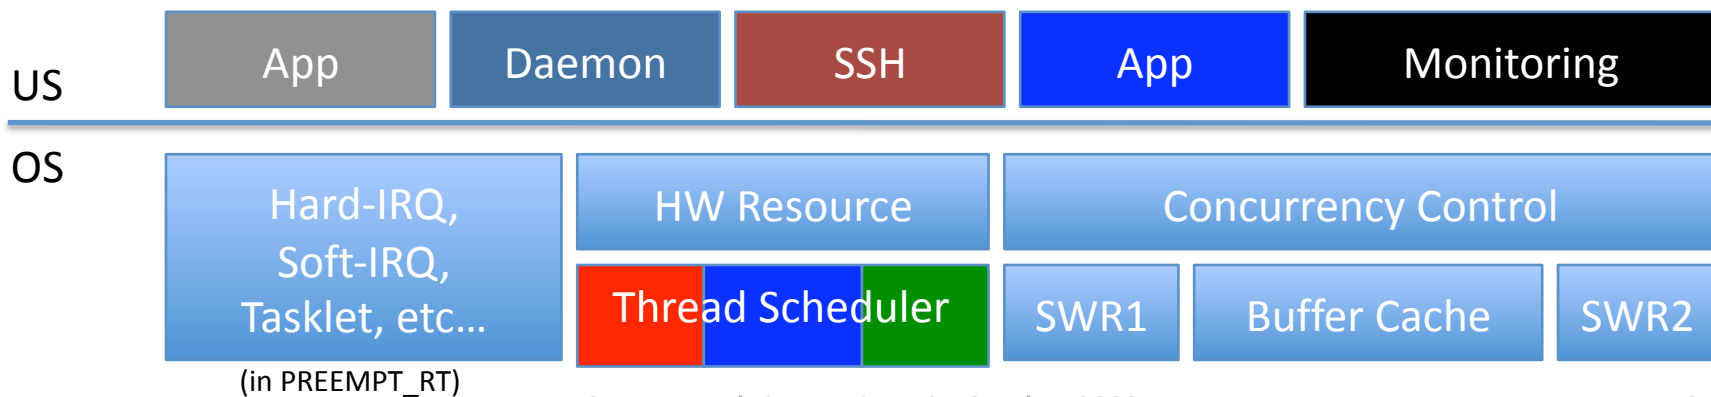 US
App
Daemon
SSH
App
Monitoring
OS
Hard-IRQ,
Soft-IRQ,
Tasklet, etc...
(in PREEMPT_RT)
HW Resource
Thread Scheduler
Concurrency Control
SWR1
Buffer Cache
SWR2